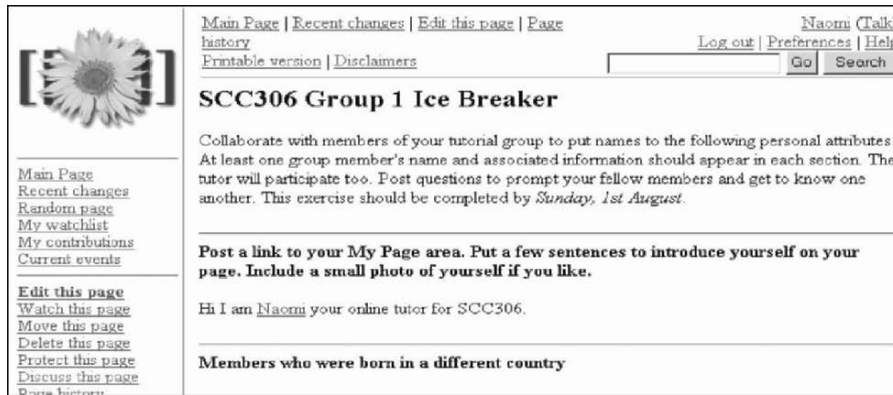 Main Page | Recent changes | Edit this page | Page
history
Printable version | Disclaimers
Naomi (Talk
Log out | Preferences | Help
Go Search
Main Page
Recent changes
Random page
My watchlist
My contributions
Current events
Edit this page
Watch this page
Move this page
Delete this page
Protect this page
Discuss this page
Page history
SCC306 Group 1 Ice Breaker
Collaborate with members of your tutorial group to put names to the following personal attributes.
At least one group member's name and associated information should appear in each section. The
tutor will participate too. Post questions to prompt your fellow members and get to know one
another. This exercise should be completed by Sunday, 1st August.
Post a link to your My Page area. Put a few sentences to introduce yourself on your
page. Include a small photo of yourself if you like.
Hi I am Naomi your online tutor for SCC306.
Members who were born in a different country